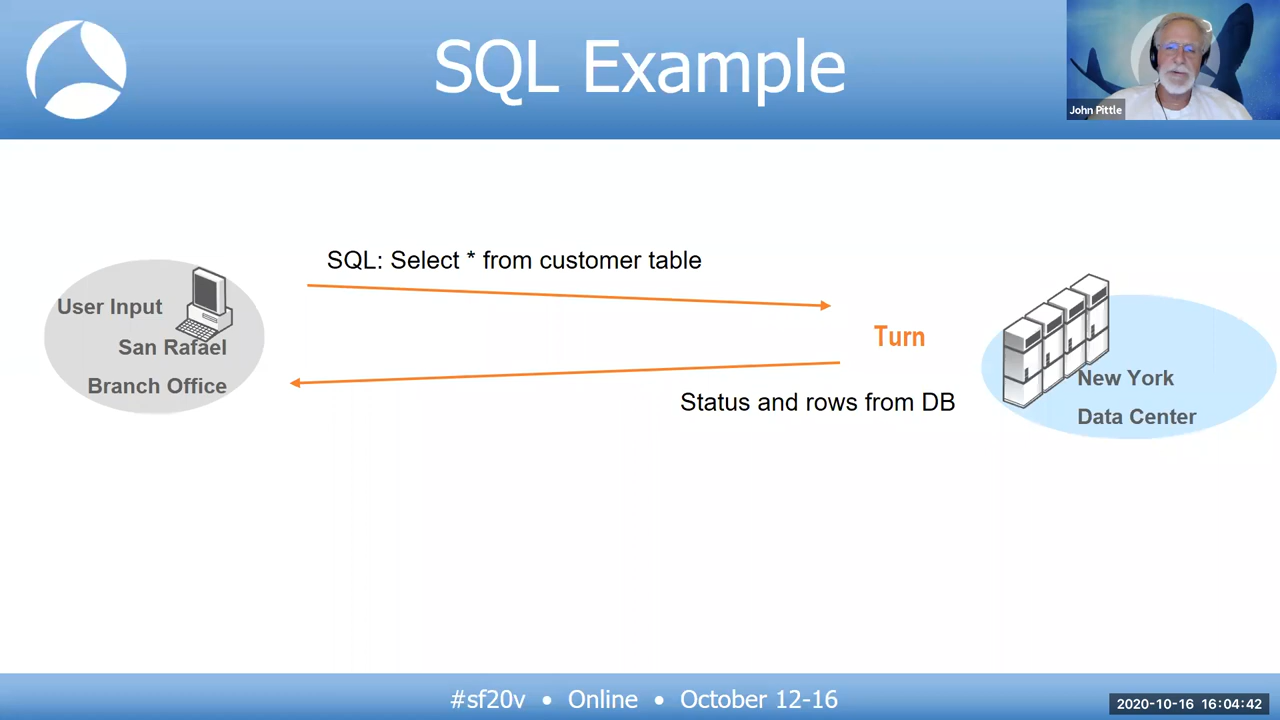 SQL Example
John Pittle
SQL: Select * from customer table
User Input
San Rafael
Branch Office
Turn
New York
Data Center
Status and rows from DB
#sf20v • Online • October 12-16
2020-10-16 16:04:42